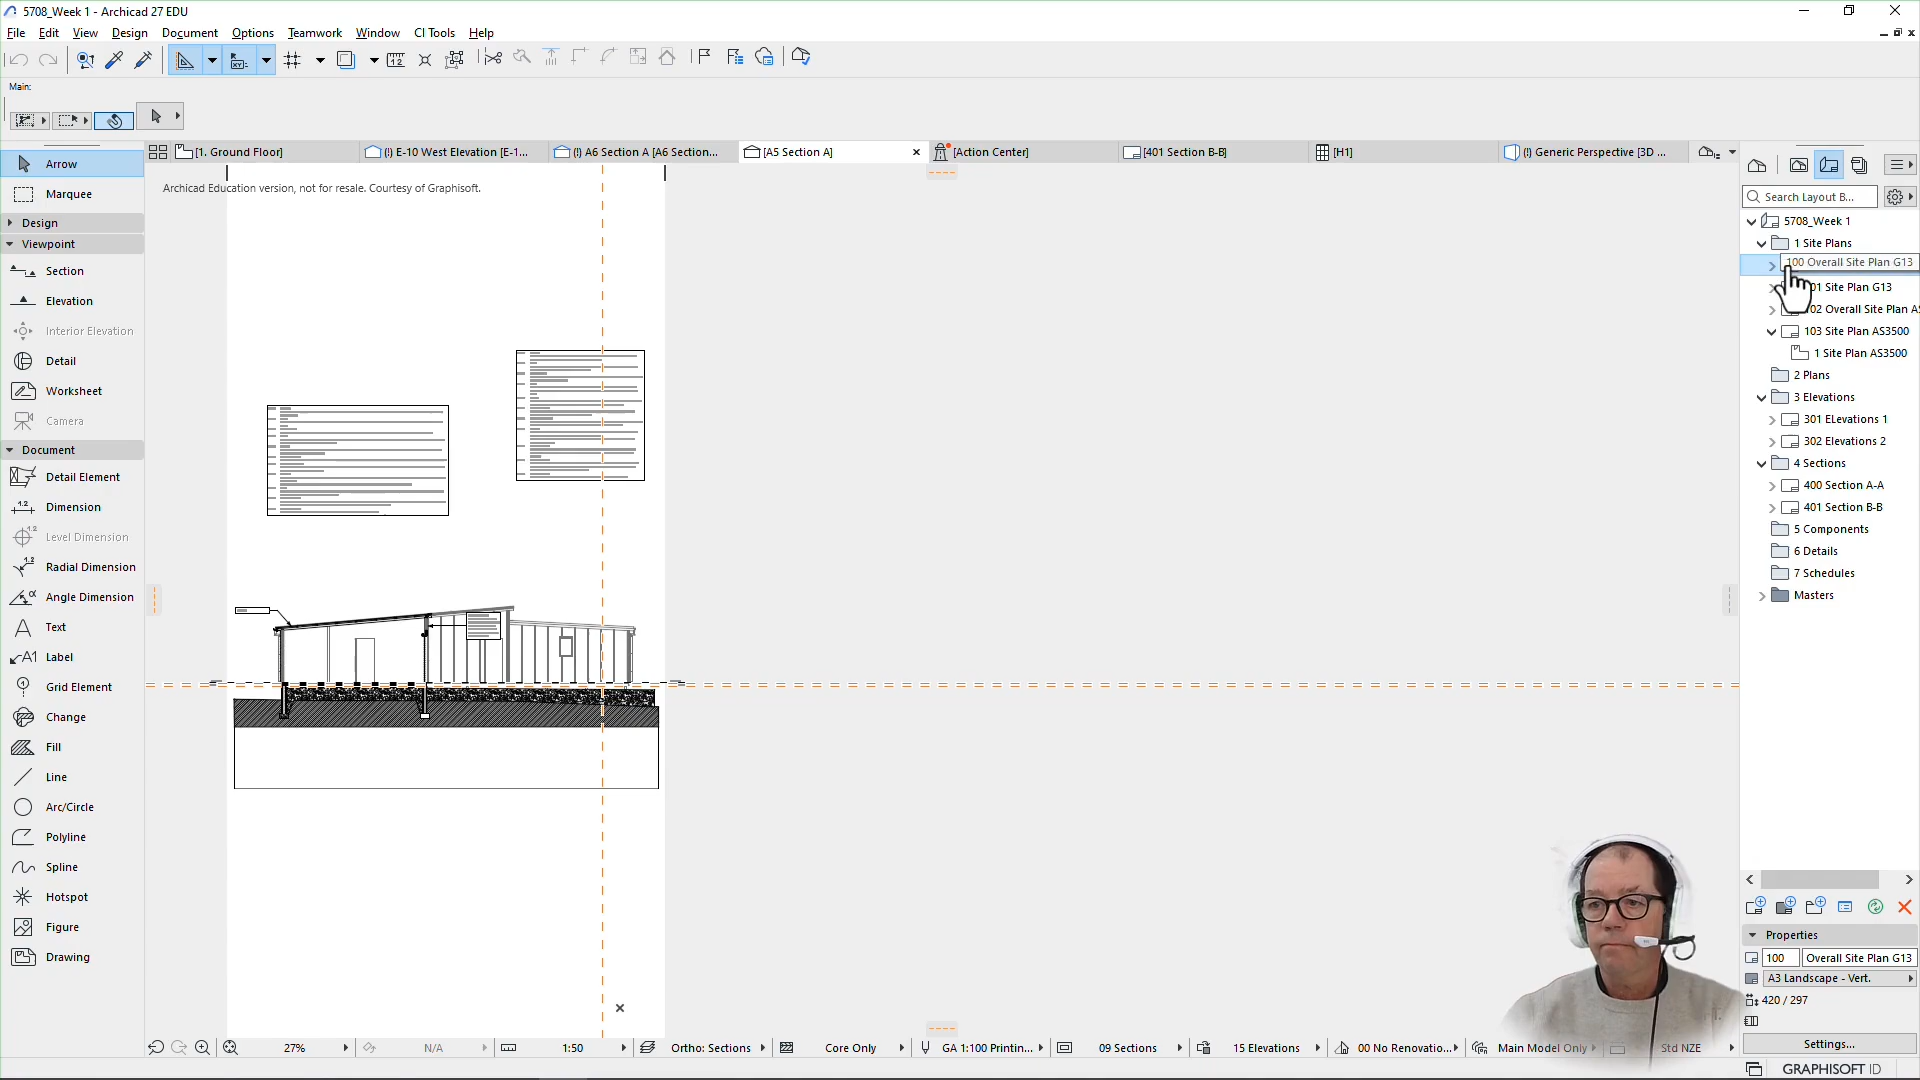 5708_Week 1 - Archicad 27 EDU
File Edit View Design Document Options Teamwork Window CI Tools Help
Main:
[1. Ground Floor]
(!) E-10 West Elevation [E-1...
(!) A6 Section A [A6 Section...
[A5 Section A]
[Action Center]
[401 Section B-B]
[H1]
(!) Generic Perspective [3D ...
Archicad Education version, not for resale. Courtesy of Graphisoft.
Arrow
Marquee
Design
Viewpoint
Section
Elevation
Interior Elevation
Detail
Worksheet
Camera
Document
Detail Element
Dimension
Level Dimension
Radial Dimension
Angle Dimension
Text
Label
Grid Element
Change
Fill
Line
Arc/Circle
Polyline
Spline
Hotspot
Figure
Drawing
Search Layout B...
5708_Week 1
1 Site Plans
100 Overall Site Plan G13
01 Site Plan G13
02 Overall Site Plan AS
103 Site Plan AS3500
1 Site Plan AS3500
2 Plans
3 Elevations
301 ELevations 1
302 Elevations 2
4 Sections
400 Section A-A
401 Section B-B
5 Components
6 Details
7 Schedules
Masters
Properties
100 Overall Site Plan G13
A3 Landscape - Vert.
420 / 297
Settings...
27% N/A 1:50 Ortho: Sections Core Only GA 1:100 Printin... 09 Sections 15 Elevations 00 No Renovatio... Main Model Only Std NZE
GRAPHISOFT ID